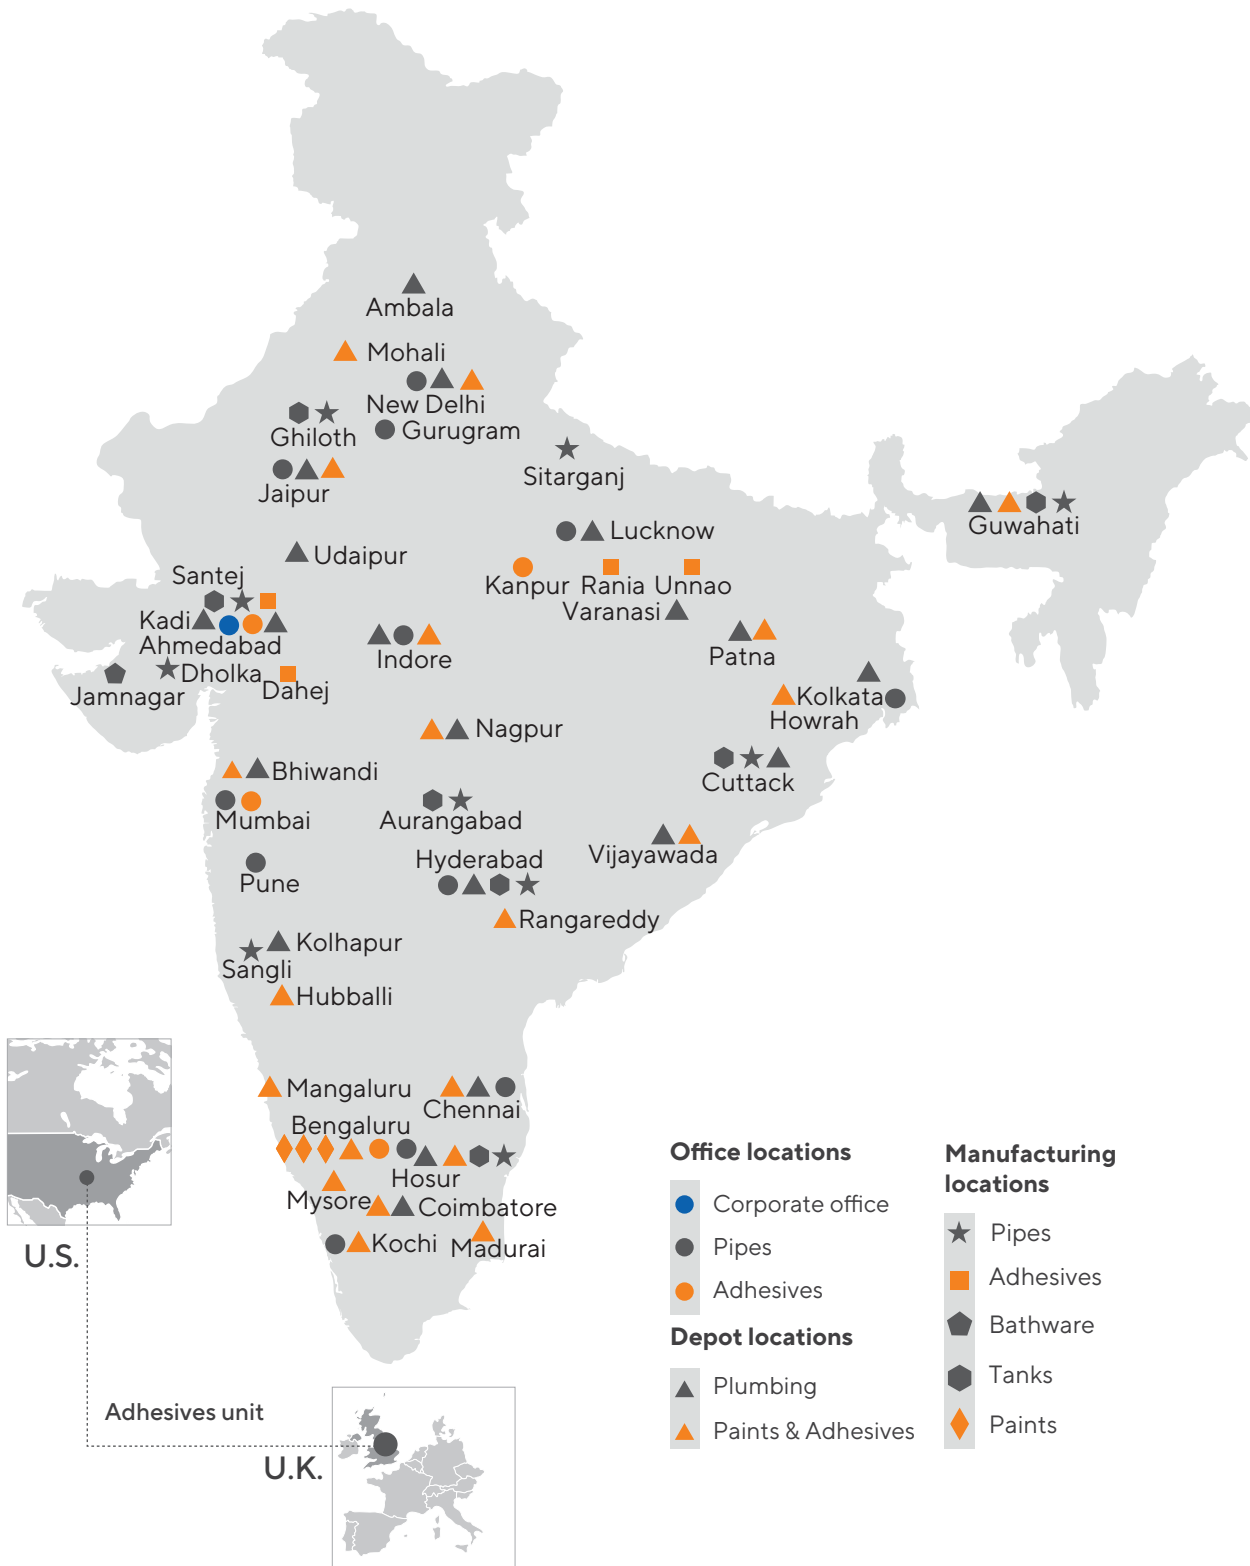 Ambala
Mohali
New Delhi
Ghiloth
Gurugram
Sitarganj
Jaipur
Guwahati
Lucknow
Udaipur
Santej
Kanpur
Rania
Unnao
Varanasi
Kadi
Ahmedabad
Indore
Patna
Dholka
Jamnagar
Dahej
Kolkata
Howrah
Nagpur
Bhiwandi
Cuttack
Mumbai
Aurangabad
Vijayawada
Hyderabad
Pune
Rangareddy
Kolhapur
Sangli
Hubballi
Mangaluru
Chennai
Bengaluru
Hosur
Mysore
Coimbatore
Kochi
Madurai
U.S.
Adhesives unit
U.K.
Office locations
Corporate office
Pipes
Adhesives
Depot locations
Plumbing
Paints & Adhesives
Manufacturing
locations
Pipes
Adhesives
Bathware
Tanks
Paints